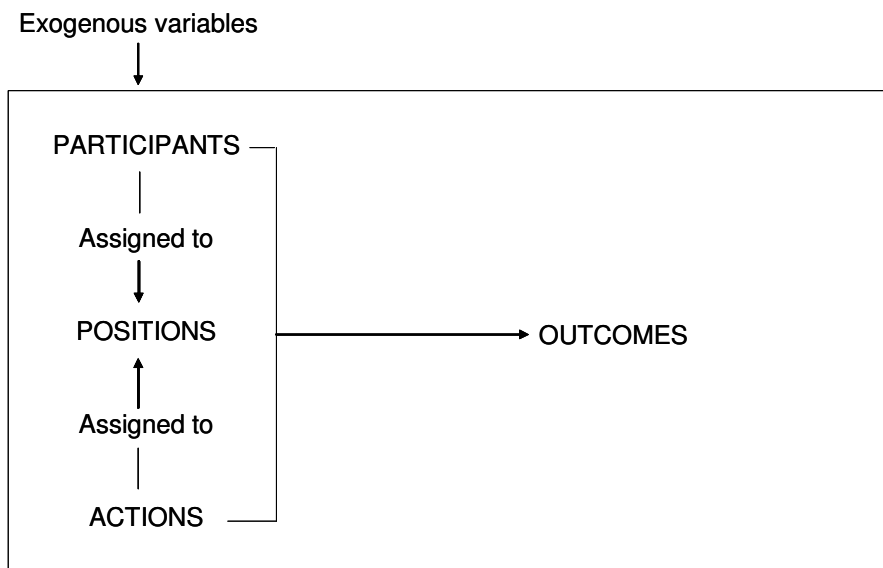 Exogenous variables
PARTICIPANTS
Assigned to
POSITIONS
OUTCOMES
Assigned to
ACTIONS